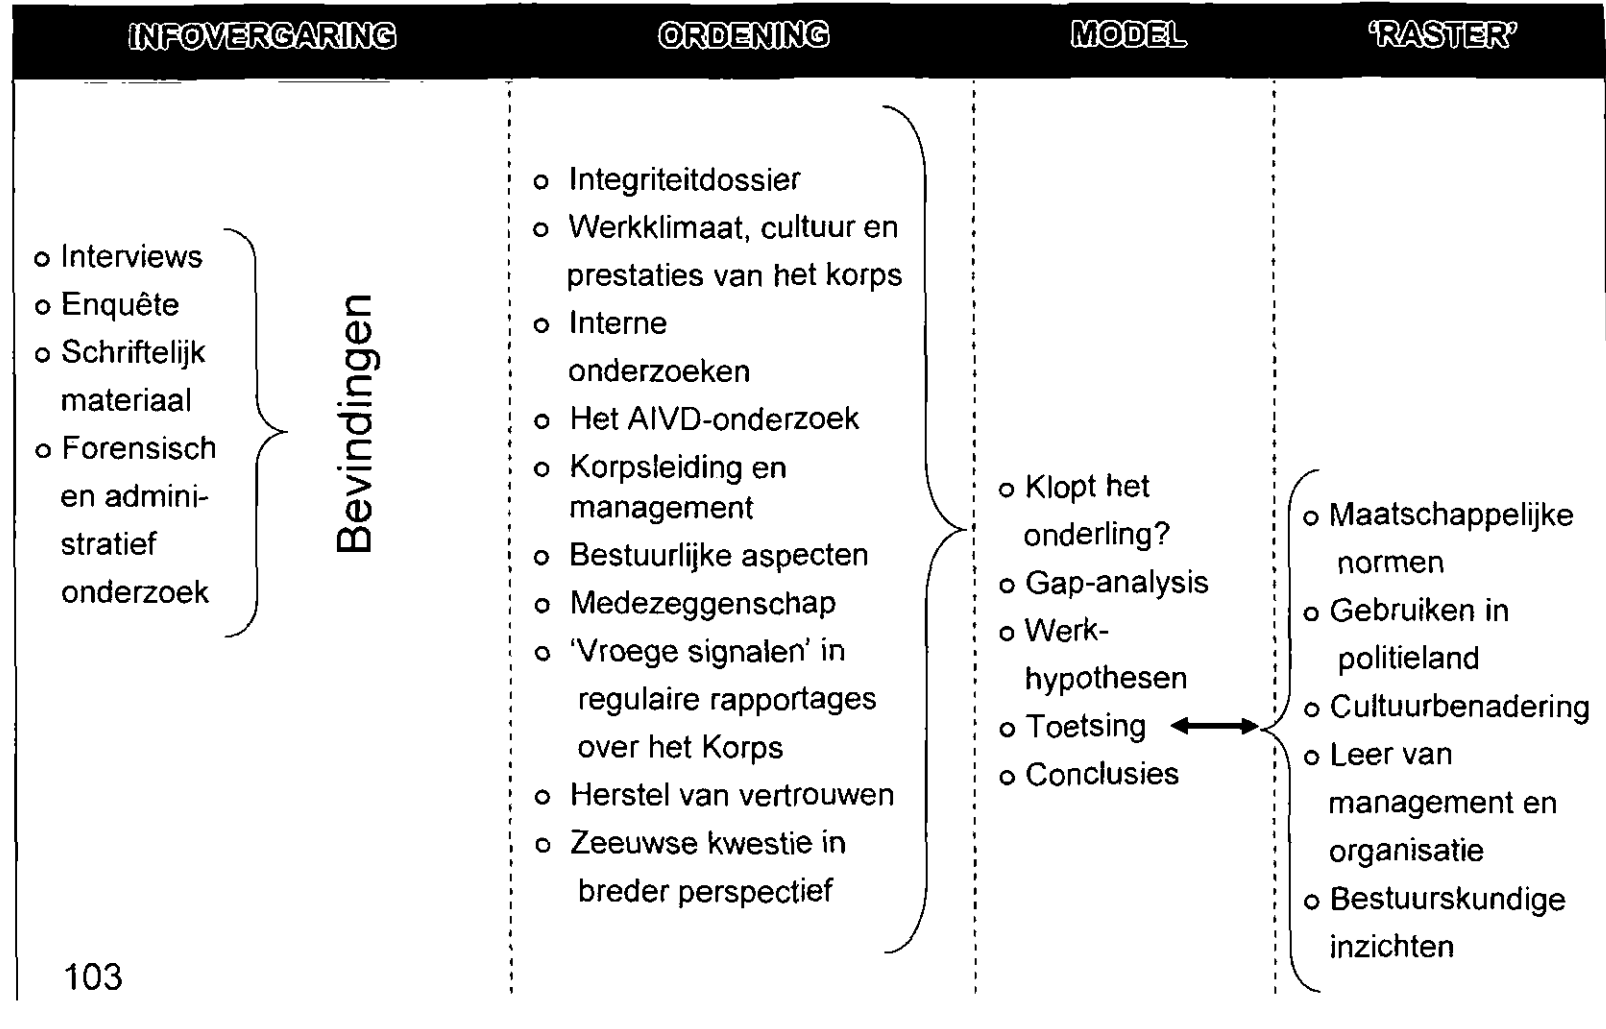 INFOVERGARING
ORDENING
MODEL
‘RASTER’
o Interviews
o Enquête
o Schriftelijk
materiaal
o Forensisch
en admini-
stratief
onderzoek
Bevindingen
o Integriteitdossier
o Werkklimaat, cultuur en
prestaties van het korps
o Interne
onderzoeken
o Het AIVD-onderzoek
o Korpsleiding en
management
o Bestuurlijke aspecten
o Medezeggenschap
o ‘Vroege signalen’ in
regulaire rapportages
over het Korps
o Herstel van vertrouwen
o Zeeuwse kwestie in
breder perspectief
o Klopt het
onderling?
o Gap-analysis
o Werk-
hypothesen
o Toetsing
o Conclusies
o Maatschappelijke
normen
o Gebruiken in
politieland
o Cultuurbenadering
o Leer van
management en
organisatie
o Bestuurskundige
inzichten
103